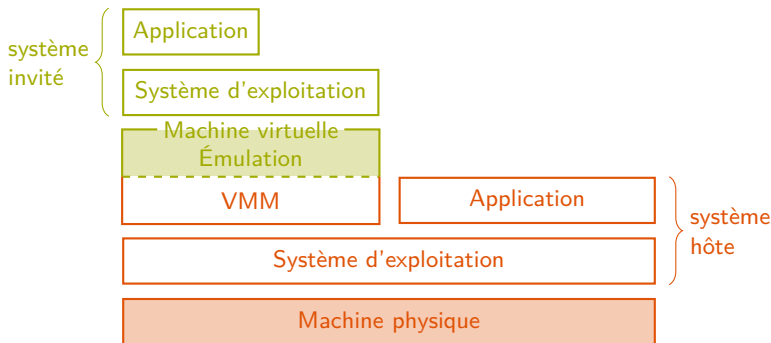 Application
système
invité
Système d'exploitation
Machine virtuelle
Émulation
VMM
Application
système
hôte
Système d'exploitation
Machine physique